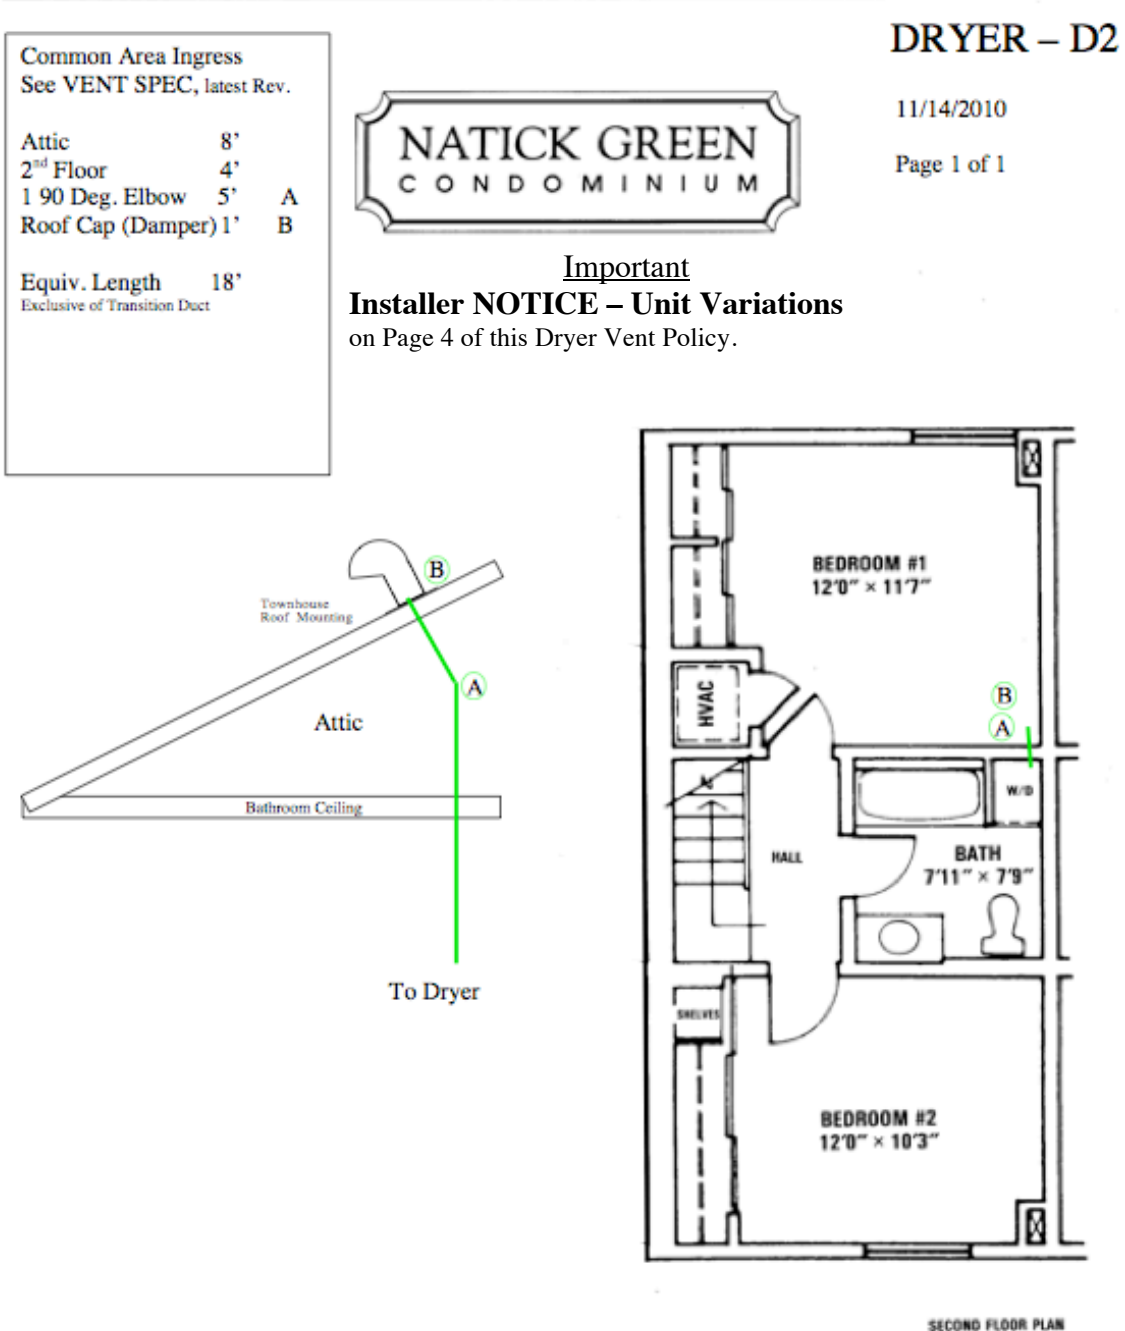 DRYER – D2
11/14/2010
Page 1 of 1
Common Area Ingress
See VENT SPEC, latest Rev.
Attic 8’
2nd Floor 4’
1 90 Deg. Elbow 5’ A
Roof Cap (Damper) 1’ B
Equiv. Length 18’
Exclusive of Transition Duct
NATICK GREEN
CONDOMINIUM
Important
Installer NOTICE – Unit Variations
on Page 4 of this Dryer Vent Policy.
B
Townhouse
Roof Mounting
A
Attic
Bathroom Ceiling
To Dryer
BEDROOM #1
12'0" × 11'7"
HVAC
B
A
W/D
HALL
BATH
7'11" × 7'9"
SHELVES
BEDROOM #2
12'0" × 10'3"
SECOND FLOOR PLAN